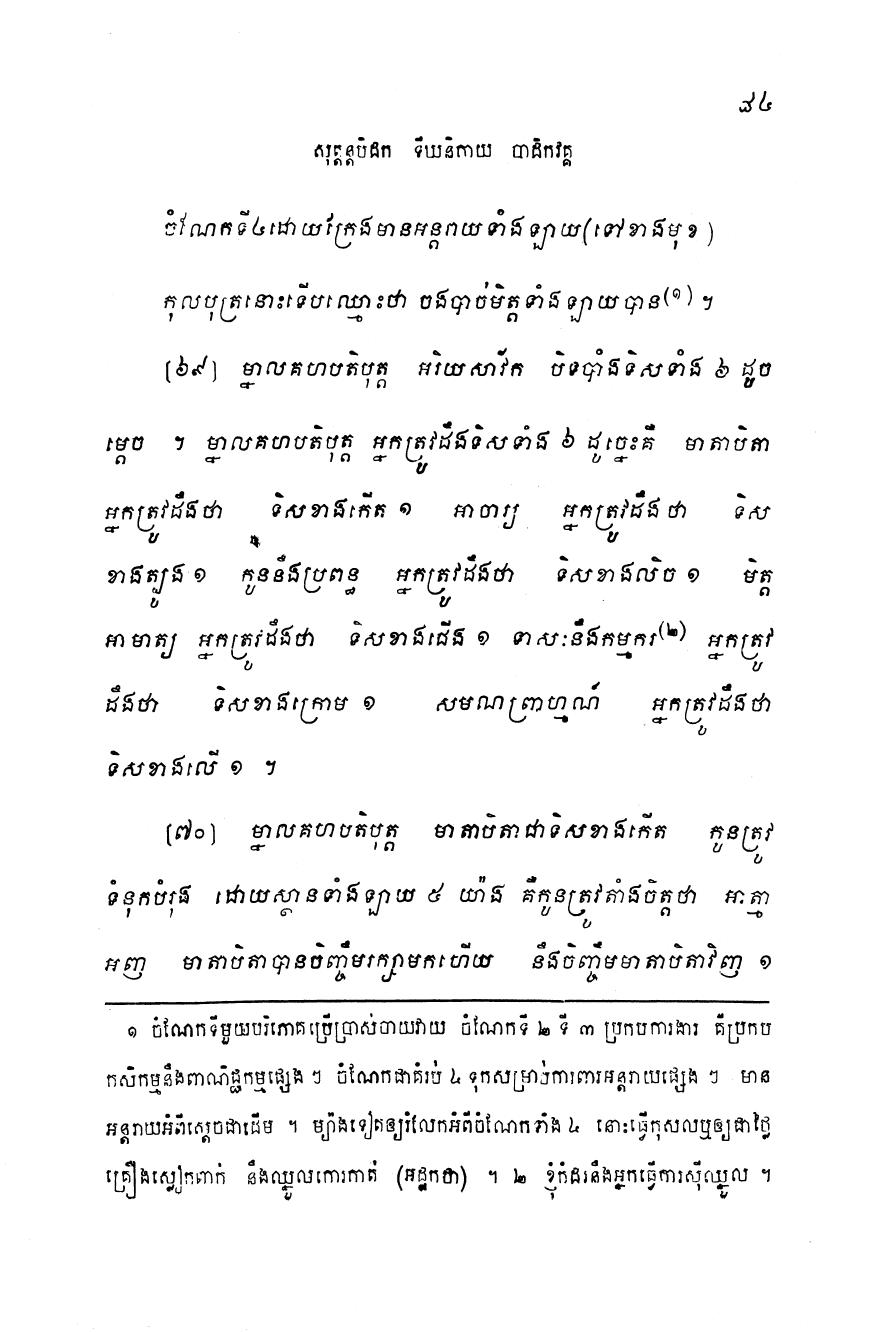 ៨៤
សុត្តន្តបិដក ទីឃនិកាយ បាដិកវគ្គ
ចំណែកទី៤ដោយក្រែងមានអន្តរាយទាំងឡាយ(ទៅខាងមុខ)
កុលបុត្រនោះទើបឈ្មោះថា ចងបាច់មិត្តទាំងឡាយបាន(១) ។
[៦៩] ម្នាលគហបតិបុត្ត អរិយសាវ័ក បិទបាំងទិសទាំង ៦ ដូច
ម្តេច ។ ម្នាលគហបតិបុត្ត អ្នកត្រូវដឹងទិសទាំង ៦ ដូច្នេះគឺ មាតាបិតា
អ្នកត្រូវដឹងថា ទិសខាងកើត ១ អាចារ្យ អ្នកត្រូវដឹងថា ទិស
ខាងត្បូង ១ កូននឹងប្រពន្ធ អ្នកត្រូវដឹងថា ទិសខាងលិច ១ មិត្ត
អាមាត្យ អ្នកត្រូវដឹងថា ទិសខាងជើង ១ ទាសៈនឹងកម្មករ(២) អ្នកត្រូវ
ដឹងថា ទិសខាងក្រោម ១ សមណព្រាហ្មណ៍ អ្នកត្រូវដឹងថា
ទិសខាងលើ ១ ។
[៧០] ម្នាលគហបតិបុត្ត មាតាបិតាជាទិសខាងកើត កូនត្រូវ
ទំនុកបំរុង ដោយស្ថានទាំងឡាយ ៥ យ៉ាង គឺកូនត្រូវតាំងចិត្តថា អាត្មា
អញ មាតាបិតាបានចិញ្ចឹមរក្សាមកហើយ នឹងចិញ្ចឹមមាតាបិតាវិញ ១
១ ចំណែកទីមួយបរិភោគប្រើប្រាស់ចាយវាយ ចំណែកទី ២ ទី ៣ ប្រកបការងារ គឺប្រកប
កសិកម្មនឹងពាណិជ្ជកម្មផ្សេង ៗ ចំណែកជាគំរប់ ៤ ទុកសម្រាប់ការពារអន្តរាយផ្សេង ៗ មាន
អន្តរាយអំពីស្តេចជាដើម ។ ម្យ៉ាងទៀតឲ្យរំលែកអំពីចំណែកទាំង ៤ នោះធ្វើកុសលឬឲ្យជាថ្លៃ
គ្រឿងស្លៀកពាក់ នឹងឈ្នួលកោរកាត់ (អដ្ឋកថា) ។ ២ ខ្ញុំកំដរនឹងអ្នកធ្វើការស៊ីឈ្នួល ។